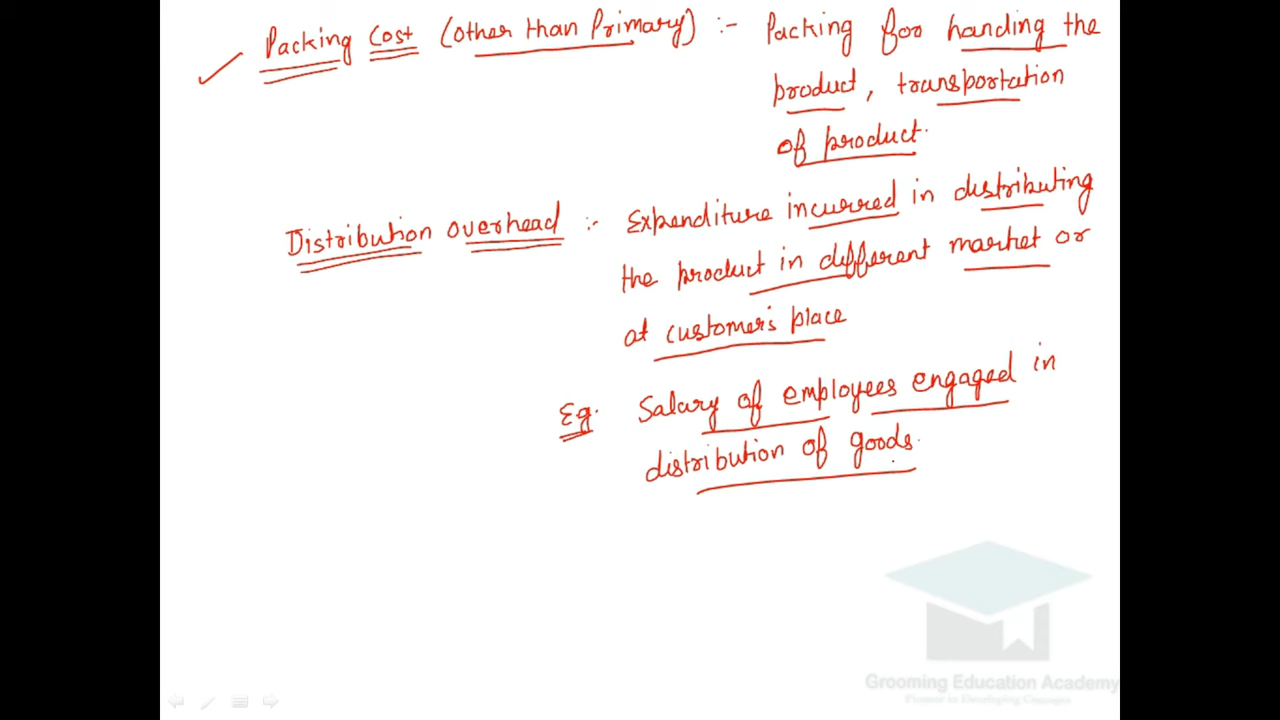 Packing Cost (other than Primary) :- Packing for handing the
product, transportation
of product.
Distribution overhead :- Expenditure incurred in distributing
the product in different market or
at customer's place
Eg. Salary of employees engaged in
distribution of goods.
Grooming Education Academy